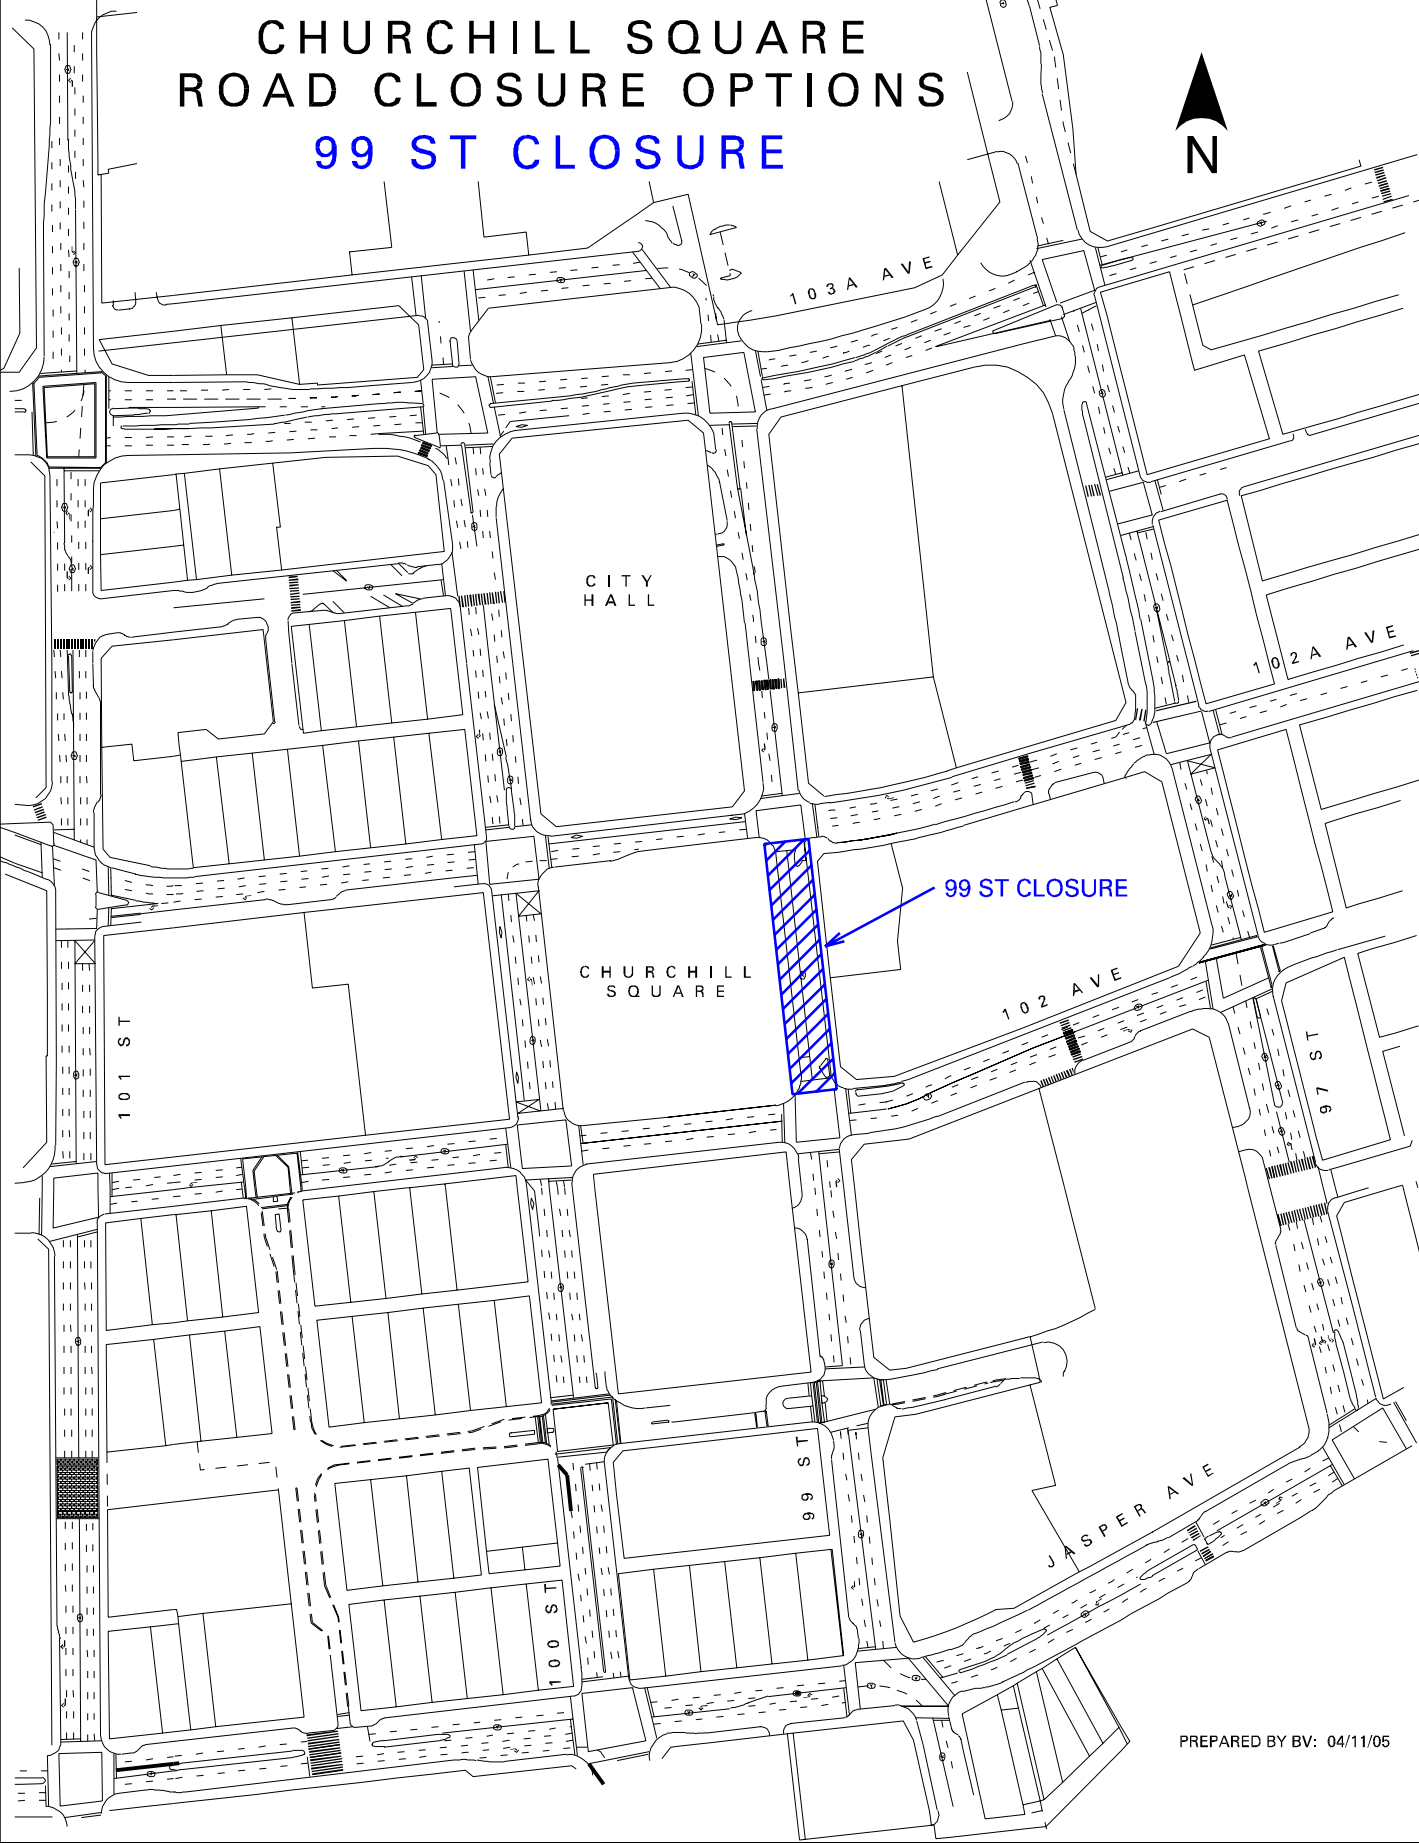 CHURCHILL SQUARE
ROAD CLOSURE OPTIONS
99 ST CLOSURE
N
103A AVE
CITY
HALL
102A AVE
99 ST CLOSURE
CHURCHILL
SQUARE
102 AVE
101 ST
97 ST
99 ST
JASPER AVE
100 ST
PREPARED BY BV: 04/11/05